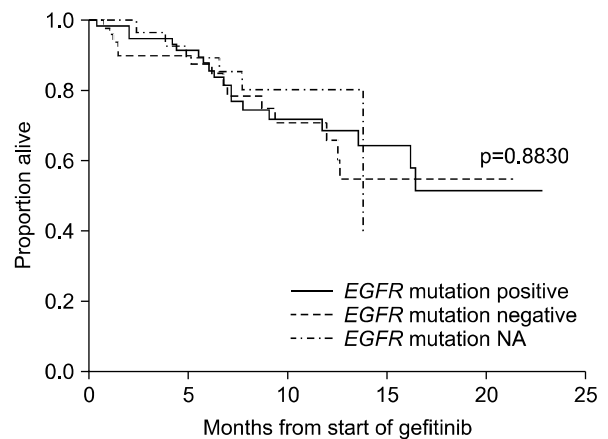 Proportion alive
1.0
0.8
0.6
0.4
0.2
0.0
p=0.8830
EGFR mutation positive
EGFR mutation negative
EGFR mutation NA
0 5 10 15 20 25
Months from start of gefitinib